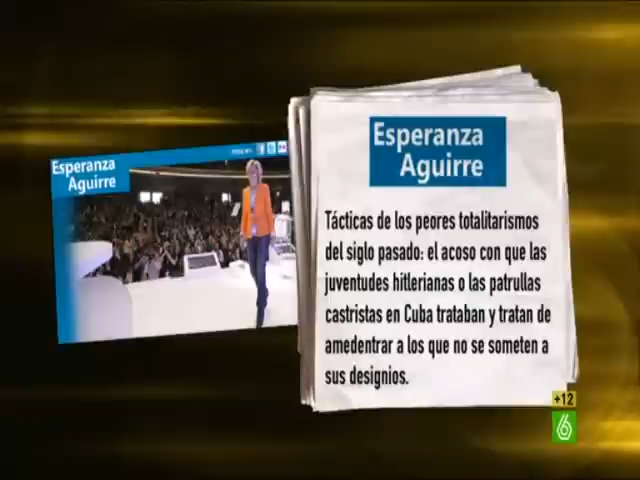 Esperanza
Aguirre
Esperanza
Aguirre
Tácticas de los peores totalitarismos
del siglo pasado: el acoso con que las
juventudes hitlerianas o las patrullas
castristas en Cuba trataban y tratan de
amedentrar a los que no se someten a
sus designios.
+12
6